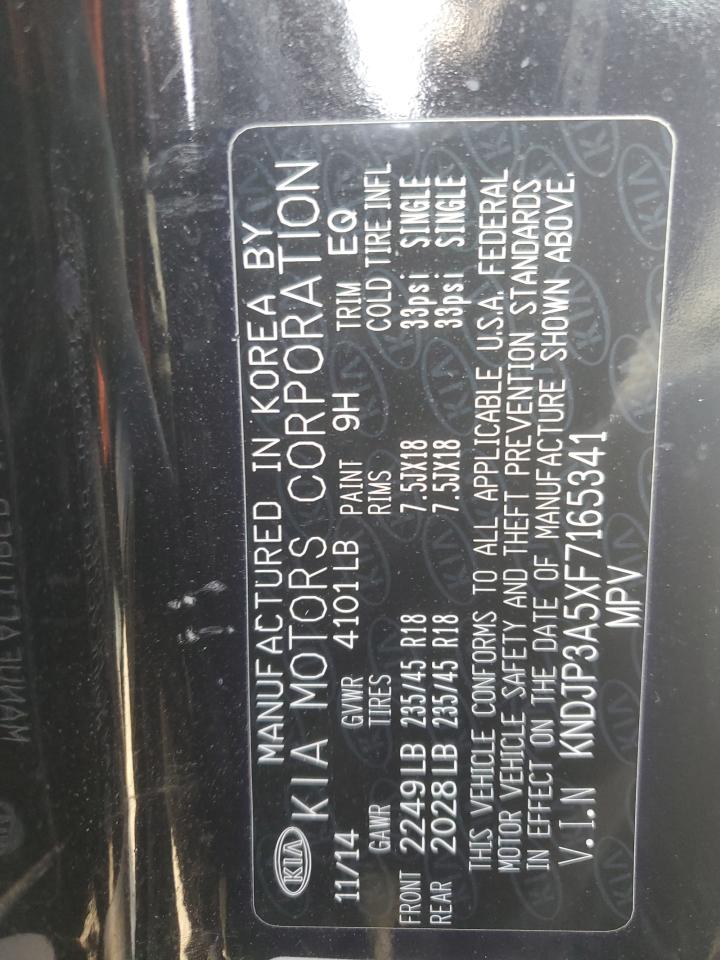 MANUFACTURED IN KOREA BY
KIA KIA MOTORS CORPORATION
11/14 GVWR 4101LB PAINT 9H TRIM EQ
GAWR TIRES RIMS COLD TIRE INFL
FRONT 2249LB 235/45 R18 7.5JX18 33psi SINGLE
REAR 2028LB 235/45 R18 7.5JX18 33psi SINGLE
THIS VEHICLE CONFORMS TO ALL APPLICABLE U.S.A. FEDERAL
MOTOR VEHICLE SAFETY AND THEFT PREVENTION STANDARDS
IN EFFECT ON THE DATE OF MANUFACTURE SHOWN ABOVE.
V.I.N KNDJP3A5XF7165341
MPV